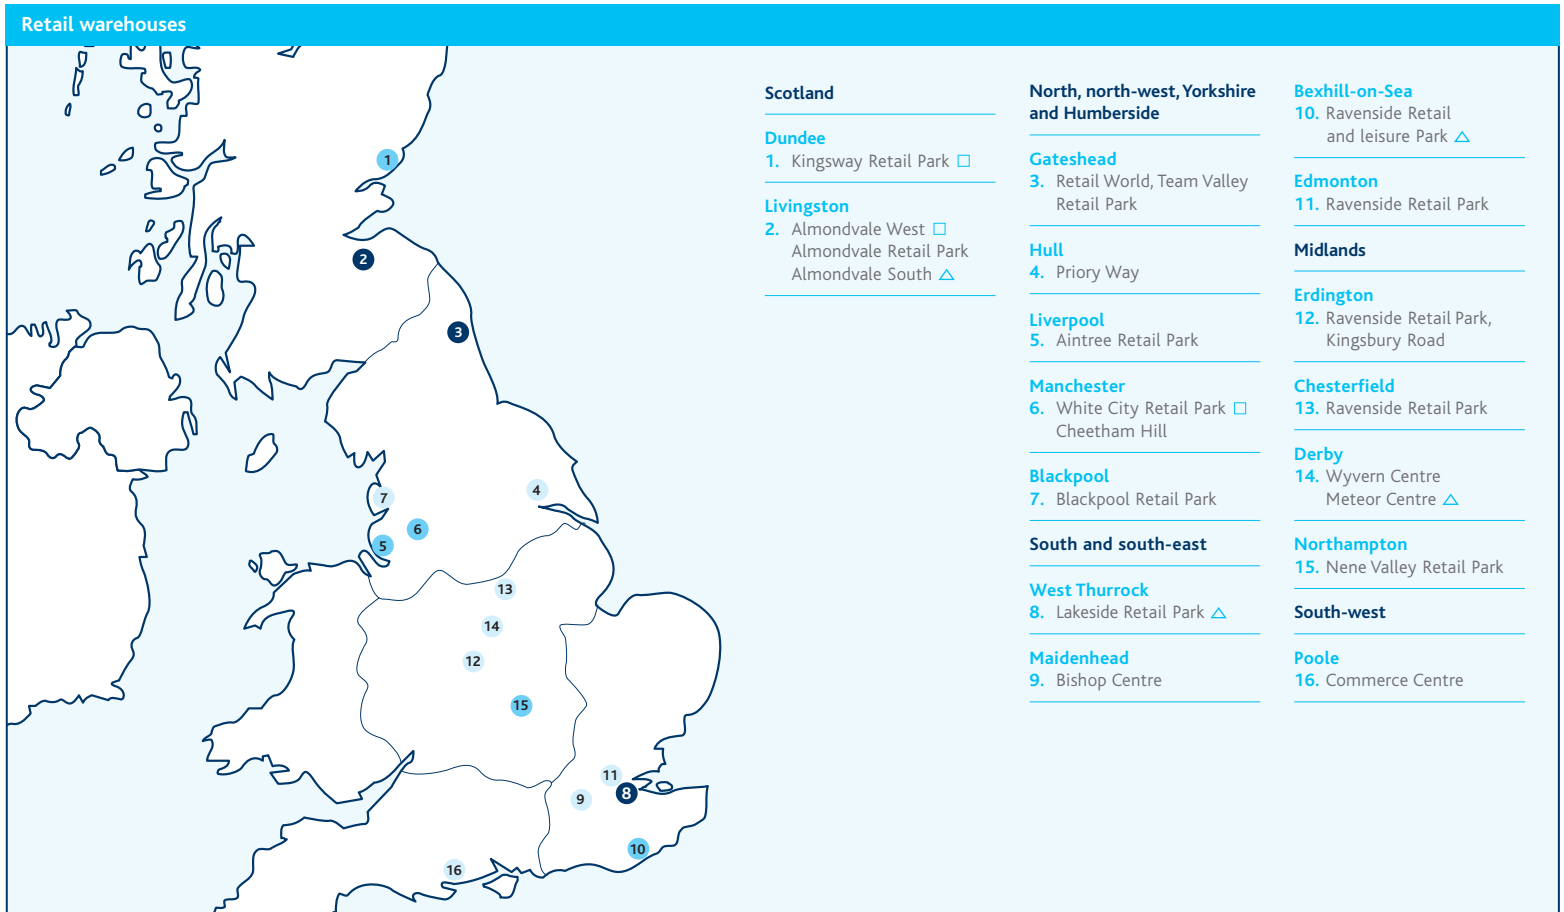 Retail warehouses
Scotland
Dundee
1. Kingsway Retail Park □
Livingston
2. Almondvale West □
Almondvale Retail Park
Almondvale South △
North, north-west, Yorkshire
and Humberside
Gateshead
3. Retail World, Team Valley
Retail Park
Hull
4. Priory Way
Liverpool
5. Aintree Retail Park
Manchester
6. White City Retail Park □
Cheetham Hill
Blackpool
7. Blackpool Retail Park
South and south-east
West Thurrock
8. Lakeside Retail Park △
Maidenhead
9. Bishop Centre
Bexhill-on-Sea
10. Ravenside Retail
and leisure Park △
Edmonton
11. Ravenside Retail Park
Midlands
Erdington
12. Ravenside Retail Park,
Kingsbury Road
Chesterfield
13. Ravenside Retail Park
Derby
14. Wyvern Centre
Meteor Centre △
Northampton
15. Nene Valley Retail Park
South-west
Poole
16. Commerce Centre
1
2
3
4
7
6
5
13
14
12
15
11
8
9
10
16